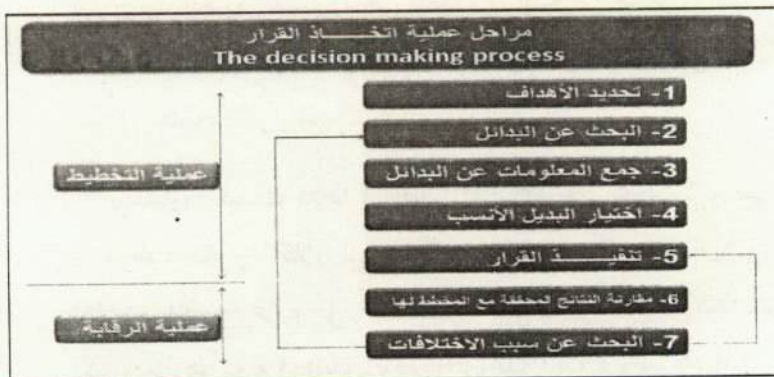 مراحل عملية اتخـــاذ القرار
The decision making process
1- تحديد الأهداف
2- البحث عن البدائل
3- جمع المعلومات عن البدائل
4- اختيار البديل الأنسب
5- تنفيـــــذ القرار
6- مقارنة النتائج المحققة مع المخطط لها
7- البحث عن سبب الاختلافات
عملية التخطيط
عملية الرقابة